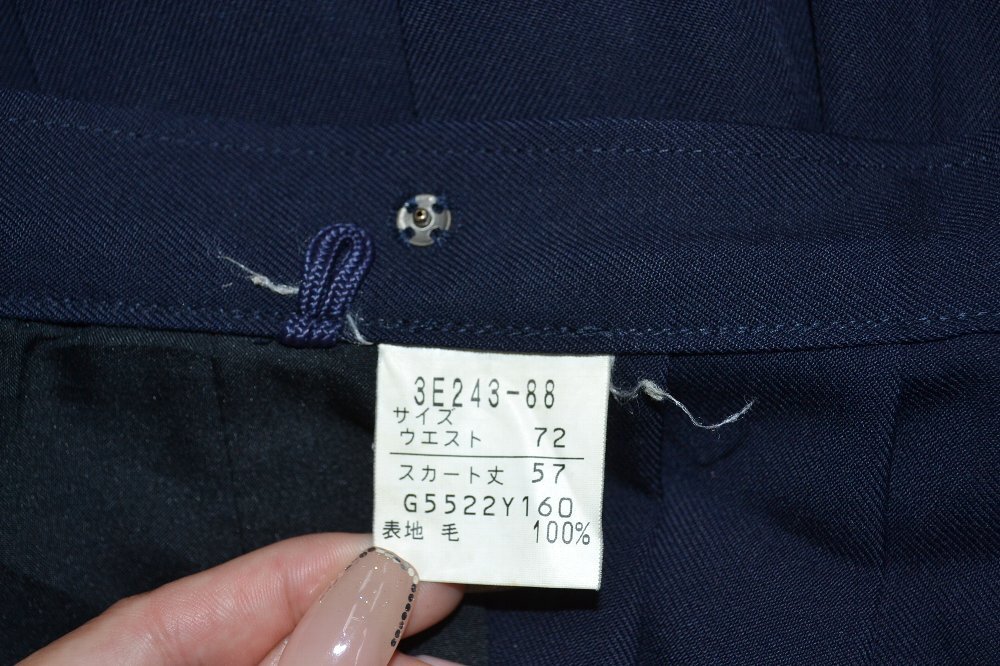 3E243-88
サイズ
ウエスト 72
スカート丈 57
G5522Y160
表地 毛 100%